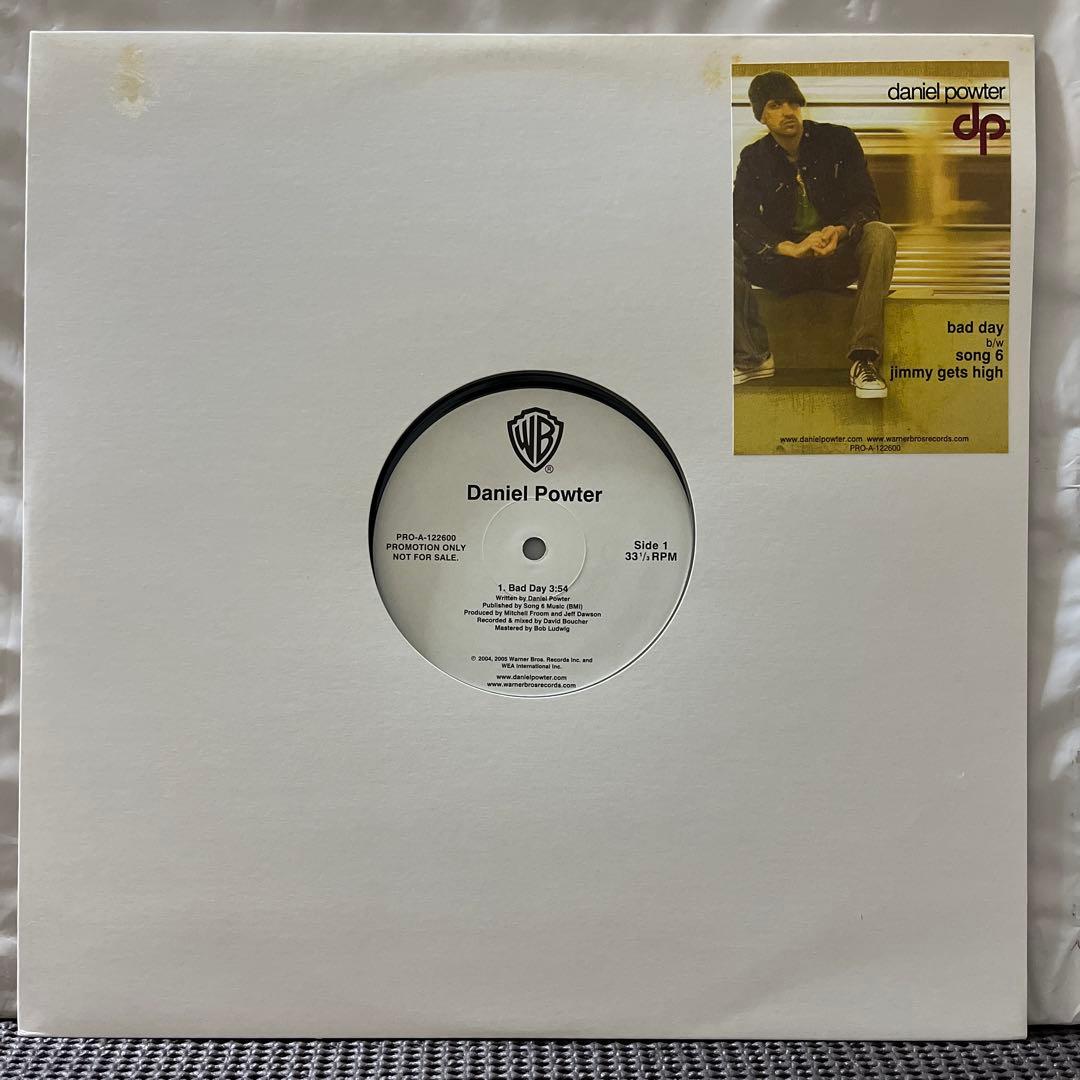 daniel powter
dp
bad day
b/w
song 6
jimmy gets high
www.danielpowter.com www.warnerbrosrecords.com
PRO-A-122600
WB
®
Daniel Powter
PRO-A-122600
PROMOTION ONLY
NOT FOR SALE.
Side 1
33 1/3 RPM
1. Bad Day 3:54
Written by Daniel Powter
Published by Song 6 Music (BMI)
Produced by Mitchell Froom and Jeff Dawson
Recorded & mixed by David Boucher
Mastered by Bob Ludwig
℗ 2004, 2005 Warner Bros. Records Inc. and
WEA International Inc.
www.danielpowter.com
www.warnerbrosrecords.com